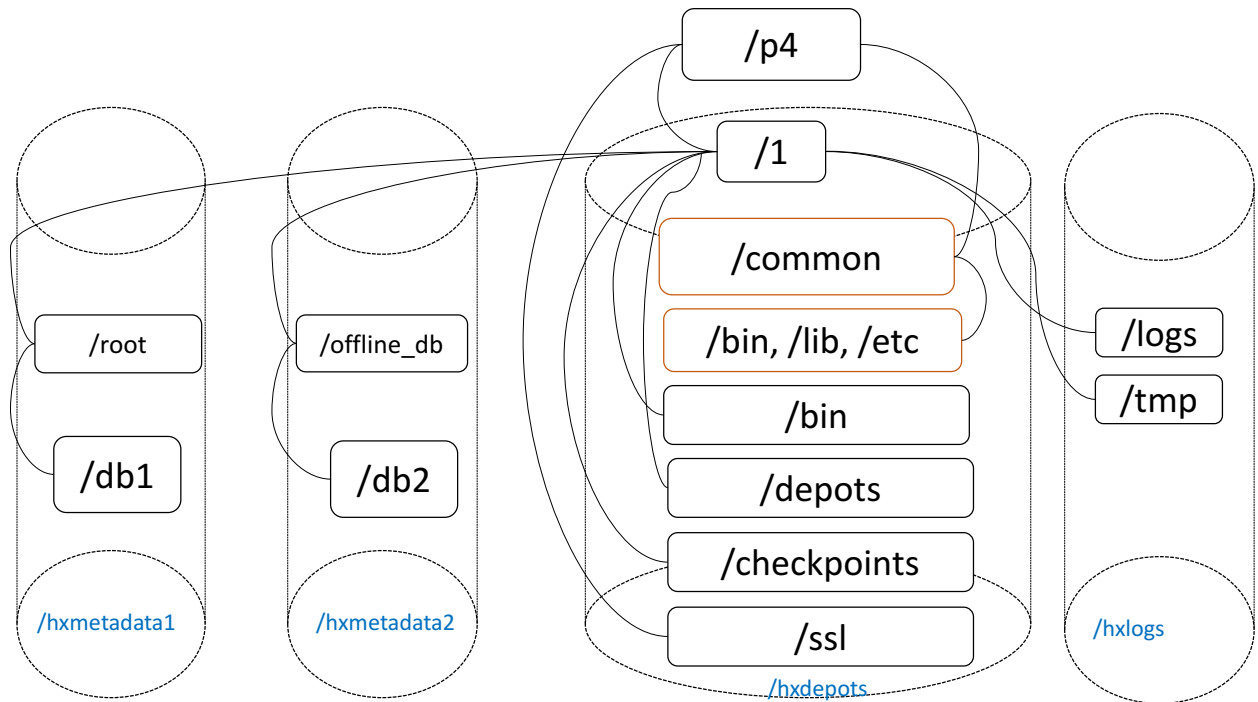 /p4
/1
/common
/root
/offline_db
/bin, /lib, /etc
/logs
/tmp
/bin
/db1
/db2
/depots
/checkpoints
/hxmetadata1
/hxmetadata2
/ssl
/hxlogs
/hxdepots